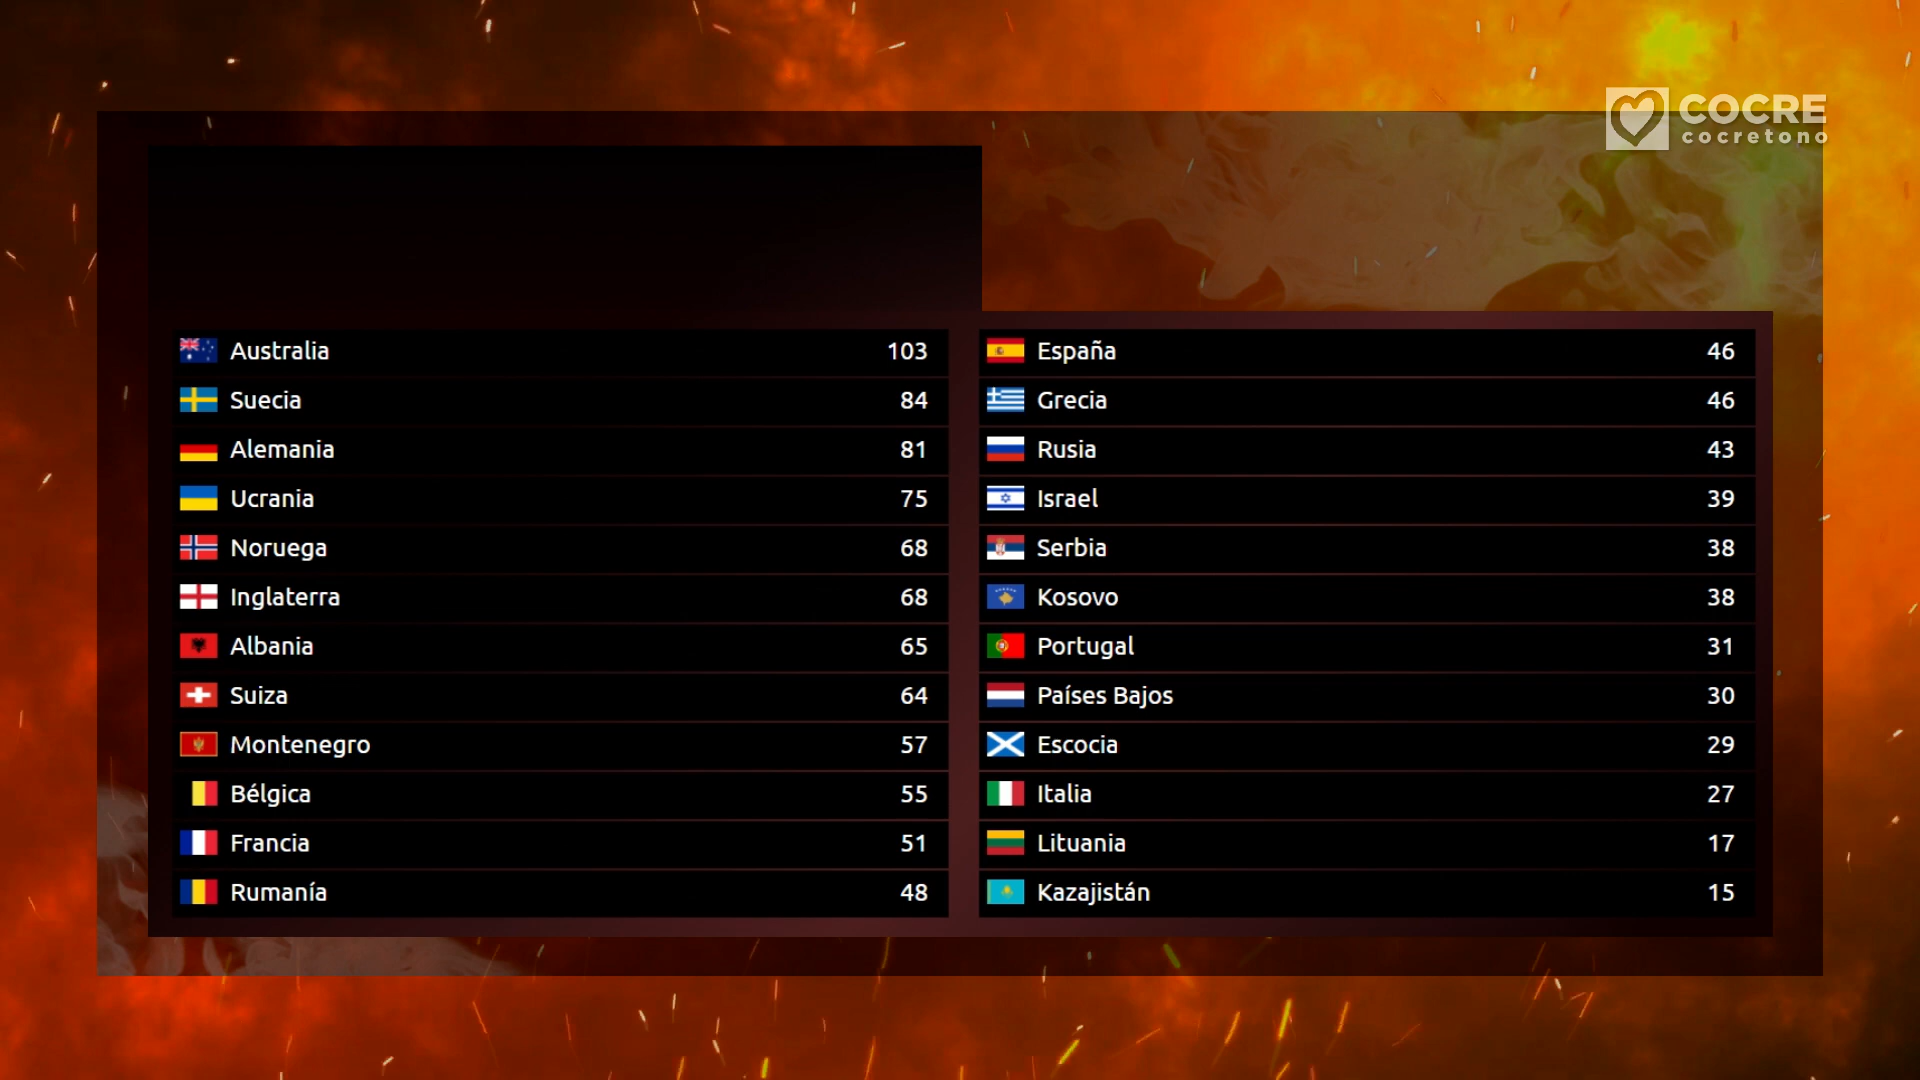 COCRE
cocretono
Australia 103
Suecia 84
Alemania 81
Ucrania 75
Noruega 68
Inglaterra 68
Albania 65
Suiza 64
Montenegro 57
Bélgica 55
Francia 51
Rumanía 48
España 46
Grecia 46
Rusia 43
Israel 39
Serbia 38
Kosovo 38
Portugal 31
Países Bajos 30
Escocia 29
Italia 27
Lituania 17
Kazajistán 15